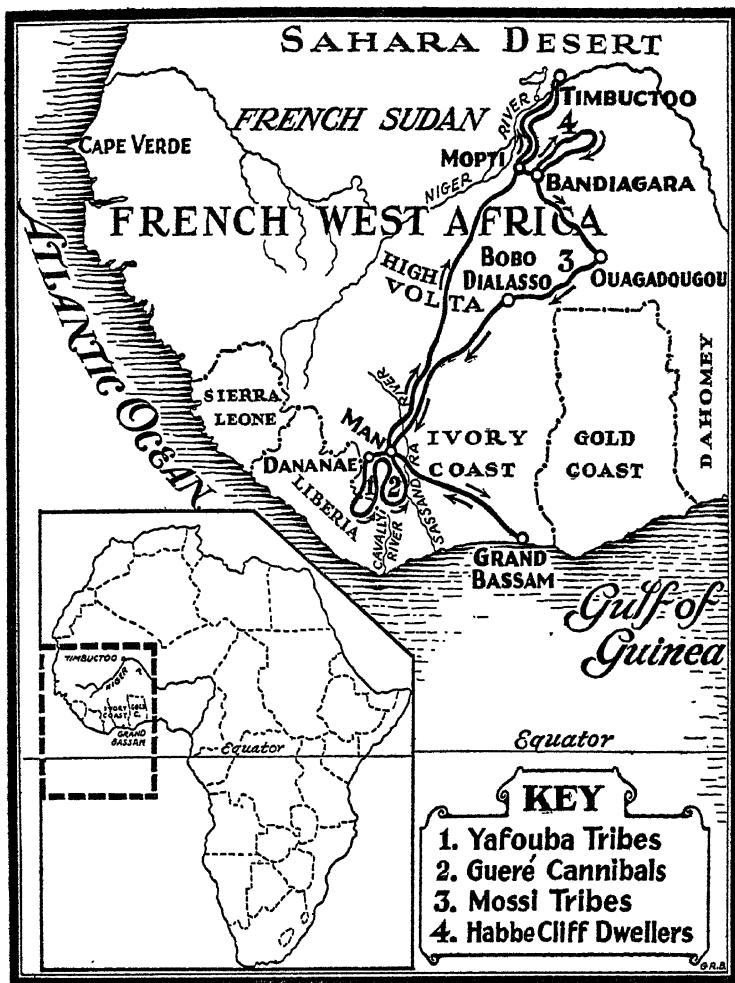 SAHARA DESERT
TIMBUCTOO
FRENCH SUDAN
RIVER
4
CAPE VERDE
MOPTI
NIGER
BANDIAGARA
FRENCH WEST AFRICA
ATLANTIC OCEAN
HIGH
VOLTA
BOBO
DIALASSO
3
OUAGADOUGOU
SIERRA
LEONE
RIVER
MAN
DANANAE
LIBERIA
1
2
CAVALLY
RIVER
SASSANDRA
IVORY
COAST
GOLD
COAST
DAHOMEY
GRAND
BASSAM
Gulf of
Guinea
TIMBUCTOO
NIGER R.
IVORY
COAST
GOLD
C.
GRAND
BASSAM
Equator
Equator
KEY
1. Yafouba Tribes
2. Gueré Cannibals
3. Mossi Tribes
4. Habbe Cliff Dwellers
G.R.B.